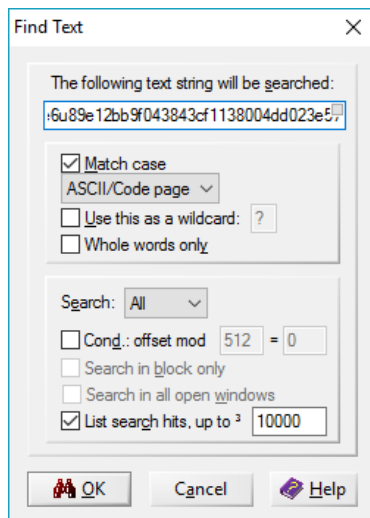 Find Text
The following text string will be searched:
6u89e12bb9f043843cf1138004dd023e57
Match case
ASCII/Code page
Use this as a wildcard: ?
Whole words only
Search: All
Cond.: offset mod 512 = 0
Search in block only
Search in all open windows
List search hits, up to ³ 10000
OK Cancel Help